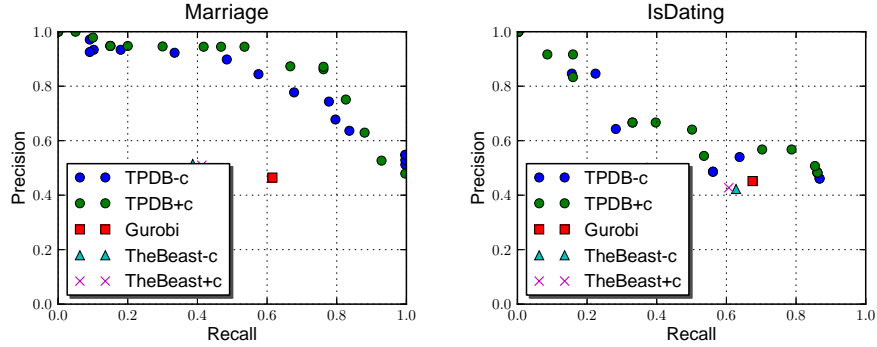 Marriage
1.0
0.8
0.6
0.4
0.2
0.0
Precision
TPDB-c
TPDB+c
Gurobi
TheBeast-c
TheBeast+c
0.0 0.2 0.4 0.6 0.8 1.0
Recall
IsDating
1.0
0.8
0.6
0.4
0.2
0.0
Precision
TPDB-c
TPDB+c
Gurobi
TheBeast-c
TheBeast+c
0.0 0.2 0.4 0.6 0.8 1.0
Recall